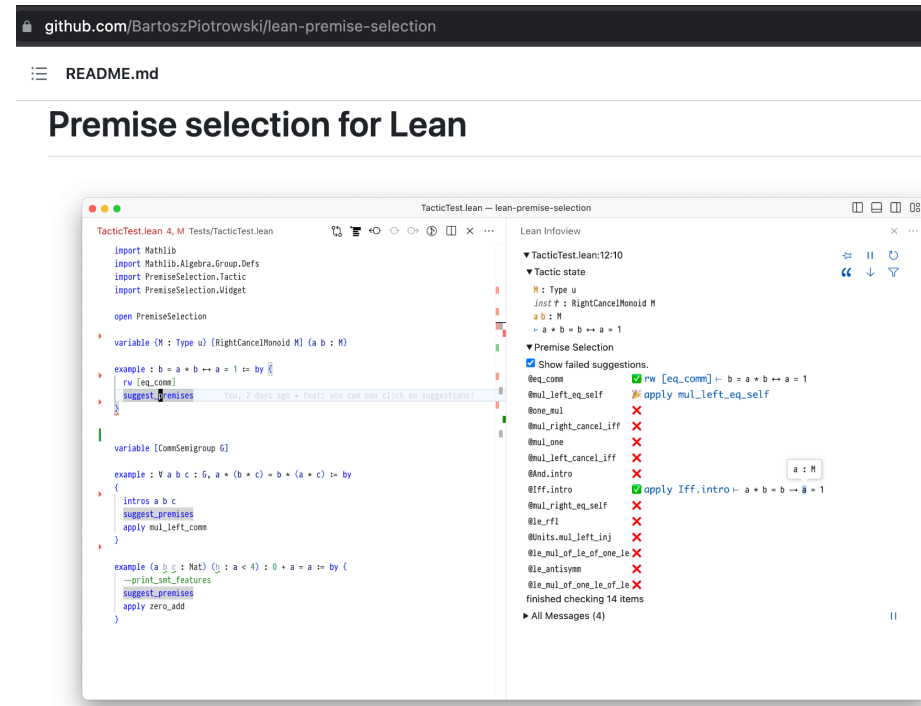 github.com/BartoszPiotrowski/lean-premise-selection
README.md
Premise selection for Lean
TacticTest.lean — lean-premise-selection
TacticTest.lean 4, M Tests/TacticTest.lean
import Mathlib
import Mathlib.Algebra.Group.Defs
import PremiseSelection.Tactic
import PremiseSelection.Widget
open PremiseSelection
variable {M : Type u} [RightCancelMonoid M] {a b : M}
example : b = a * b ↔ a = 1 := by {
rw [eq_comm]
suggest_premises You, 2 days ago • feat: you can now click on suggestions!
}
variable [CommSemigroup G]
example : ∀ a b c : G, a * (b * c) = b * (a * c) := by
{
intros a b c
suggest_premises
apply mul_left_comm
}
example (a b c : Nat) (h : a < 4) : 0 + a = a := by {
--print_smt_features
suggest_premises
apply zero_add
}
Lean Infoview
▼TacticTest.lean:12:10
▼Tactic state
M : Type u
inst✝ : RightCancelMonoid M
a b : M
⊢ a * b = b ↔ a = 1
▼Premise Selection
Show failed suggestions.
@eq_comm ✅ rw [eq_comm] ⊢ b = a * b ↔ a = 1
@mul_left_eq_self 🎉 apply mul_left_eq_self
@one_mul ❌
@mul_right_cancel_iff ❌
@mul_one ❌
@mul_left_cancel_iff ❌
a : M
@And.intro ❌
@Iff.intro ✅ apply Iff.intro ⊢ a * b = b → a = 1
@mul_right_eq_self ❌
@le_rfl ❌
@Units.mul_left_inj ❌
@le_mul_of_le_of_one_le ❌
@le_antisymm ❌
@le_mul_of_one_le_of_le ❌
finished checking 14 items
▶ All Messages (4)